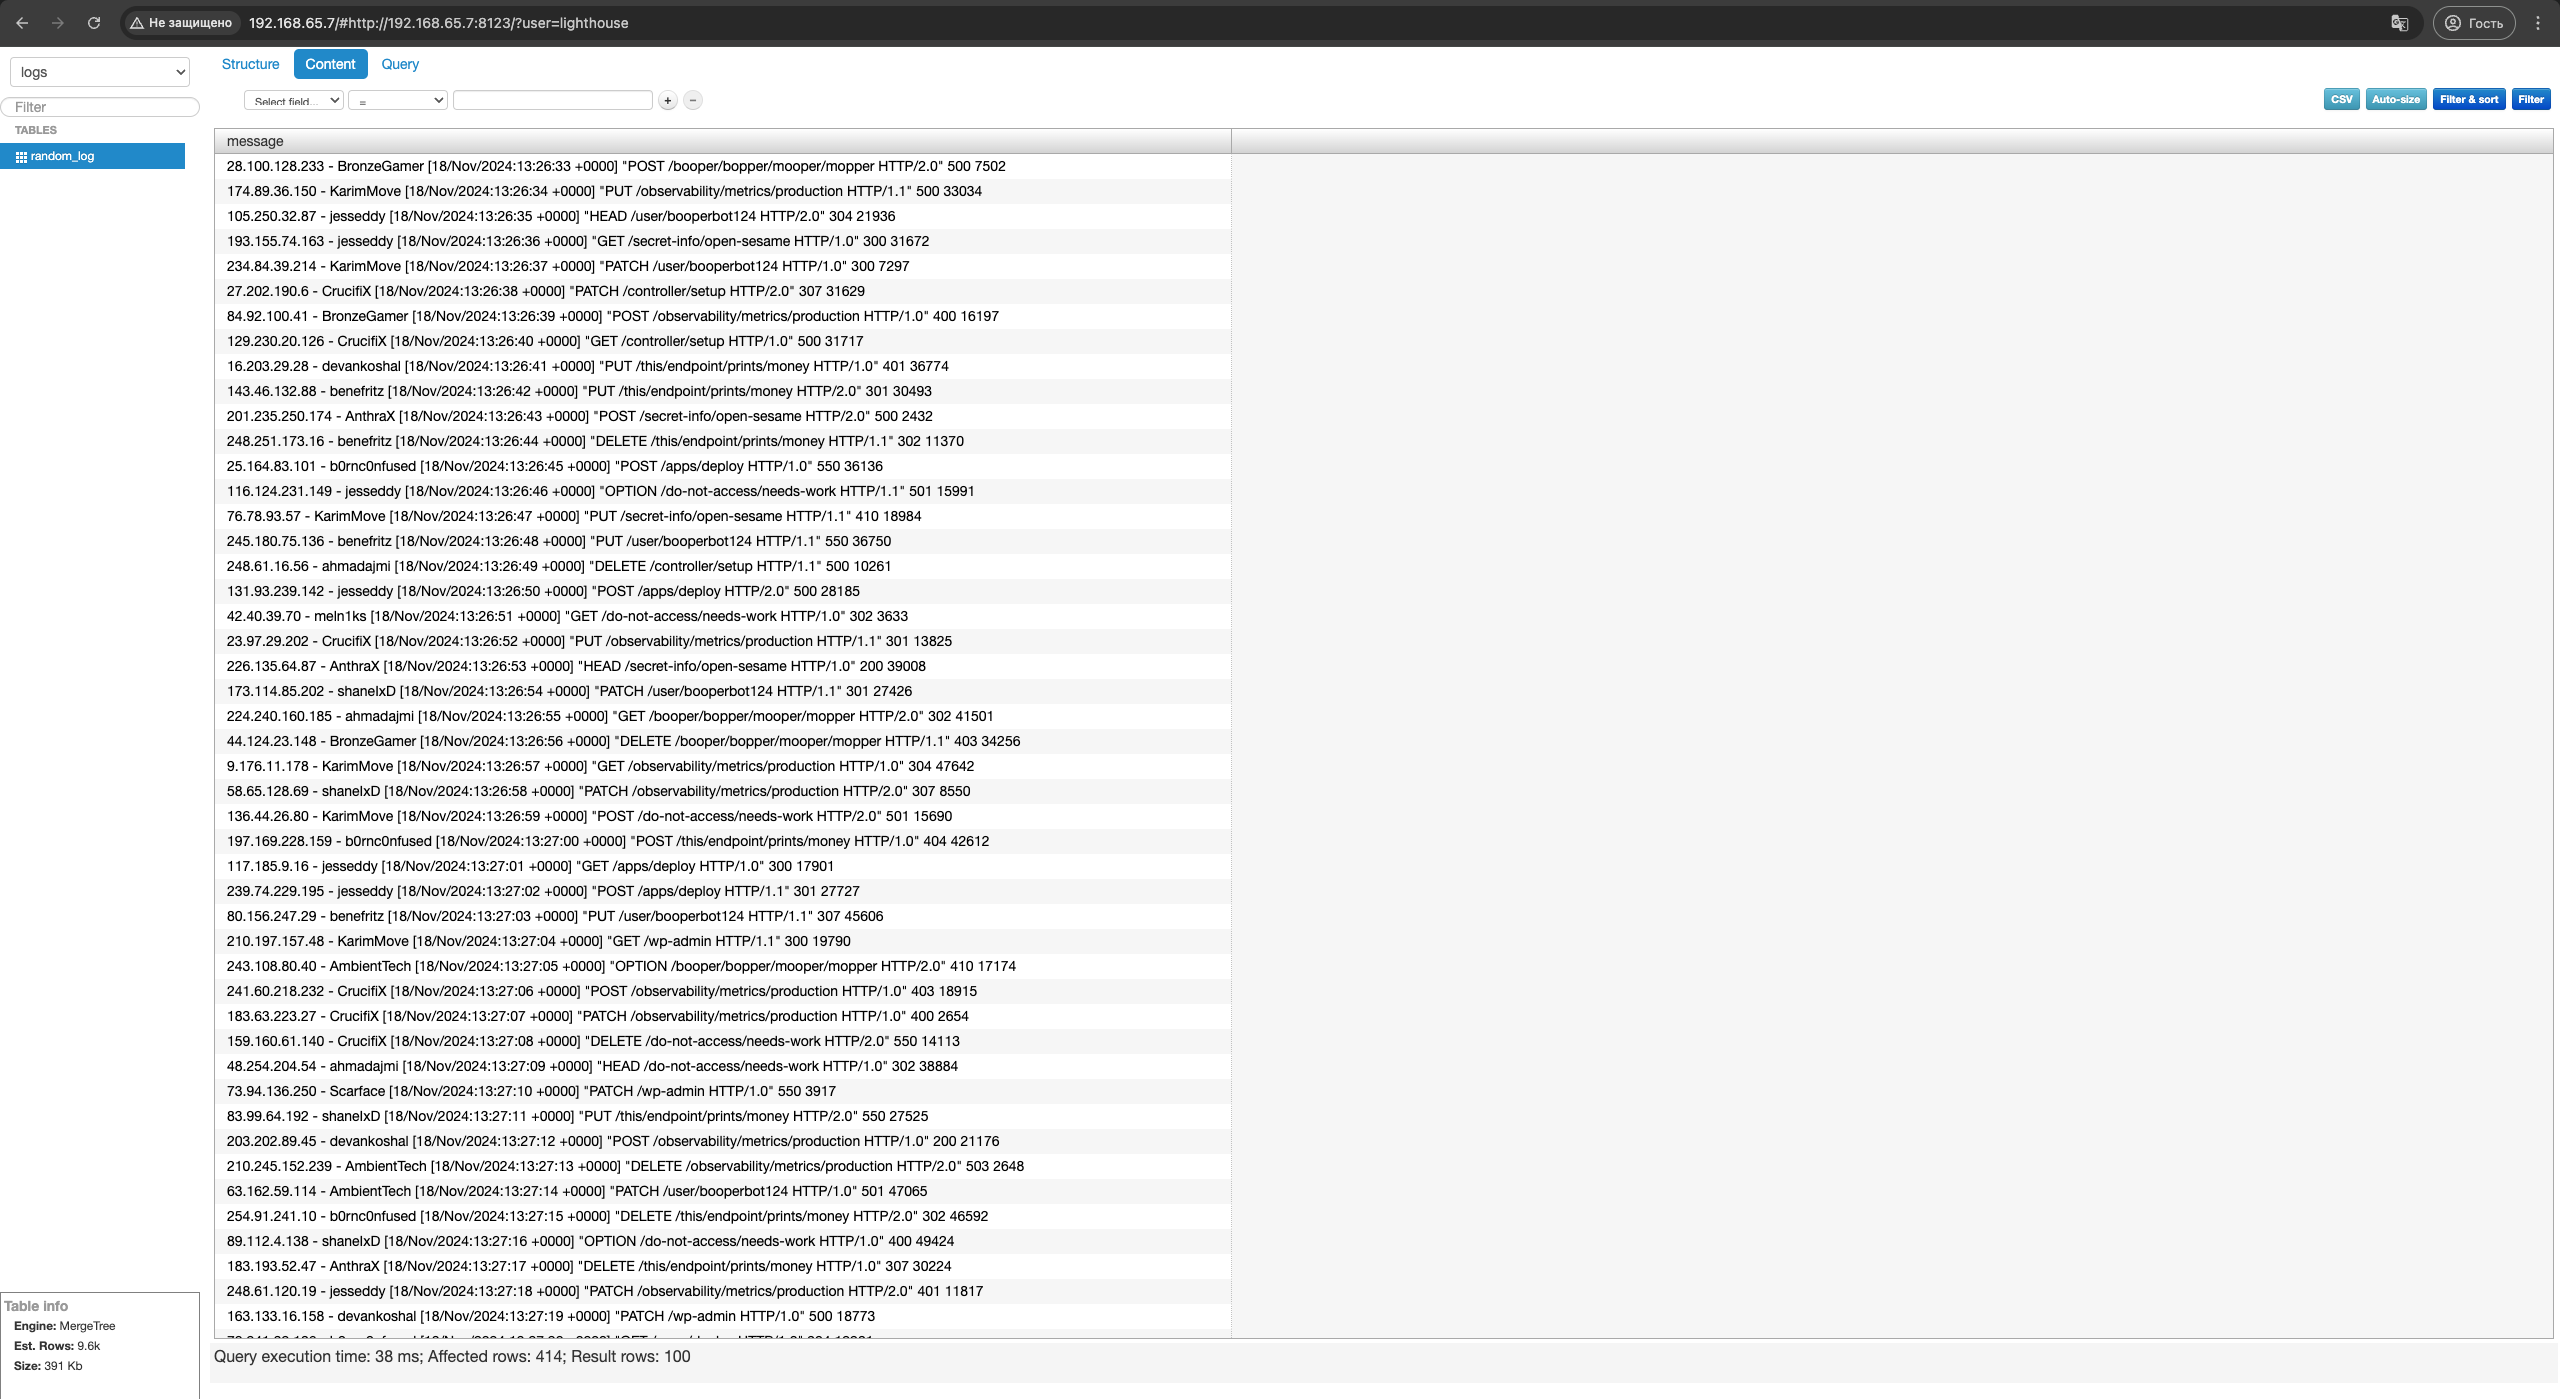 Не защищено 192.168.65.7/#http://192.168.65.7:8123/?user=lighthouse Гость
logs
Structure Content Query
Filter
Select field... = + − CSV Auto-size Filter & sort Filter
TABLES
random_log
message
28.100.128.233 - BronzeGamer [18/Nov/2024:13:26:33 +0000] "POST /booper/bopper/mooper/mopper HTTP/2.0" 500 7502
174.89.36.150 - KarimMove [18/Nov/2024:13:26:34 +0000] "PUT /observability/metrics/production HTTP/1.1" 500 33034
105.250.32.87 - jesseddy [18/Nov/2024:13:26:35 +0000] "HEAD /user/booperbot124 HTTP/2.0" 304 21936
193.155.74.163 - jesseddy [18/Nov/2024:13:26:36 +0000] "GET /secret-info/open-sesame HTTP/1.0" 300 31672
234.84.39.214 - KarimMove [18/Nov/2024:13:26:37 +0000] "PATCH /user/booperbot124 HTTP/1.0" 300 7297
27.202.190.6 - CrucifiX [18/Nov/2024:13:26:38 +0000] "PATCH /controller/setup HTTP/2.0" 307 31629
84.92.100.41 - BronzeGamer [18/Nov/2024:13:26:39 +0000] "POST /observability/metrics/production HTTP/1.0" 400 16197
129.230.20.126 - CrucifiX [18/Nov/2024:13:26:40 +0000] "GET /controller/setup HTTP/1.0" 500 31717
16.203.29.28 - devankoshal [18/Nov/2024:13:26:41 +0000] "PUT /this/endpoint/prints/money HTTP/1.0" 401 36774
143.46.132.88 - benefritz [18/Nov/2024:13:26:42 +0000] "PUT /this/endpoint/prints/money HTTP/2.0" 301 30493
201.235.250.174 - AnthraX [18/Nov/2024:13:26:43 +0000] "POST /secret-info/open-sesame HTTP/2.0" 500 2432
248.251.173.16 - benefritz [18/Nov/2024:13:26:44 +0000] "DELETE /this/endpoint/prints/money HTTP/1.1" 302 11370
25.164.83.101 - b0rnc0nfused [18/Nov/2024:13:26:45 +0000] "POST /apps/deploy HTTP/1.0" 550 36136
116.124.231.149 - jesseddy [18/Nov/2024:13:26:46 +0000] "OPTION /do-not-access/needs-work HTTP/1.1" 501 15991
76.78.93.57 - KarimMove [18/Nov/2024:13:26:47 +0000] "PUT /secret-info/open-sesame HTTP/1.1" 410 18984
245.180.75.136 - benefritz [18/Nov/2024:13:26:48 +0000] "PUT /user/booperbot124 HTTP/1.1" 550 36750
248.61.16.56 - ahmadajmi [18/Nov/2024:13:26:49 +0000] "DELETE /controller/setup HTTP/1.1" 500 10261
131.93.239.142 - jesseddy [18/Nov/2024:13:26:50 +0000] "POST /apps/deploy HTTP/2.0" 500 28185
42.40.39.70 - meln1ks [18/Nov/2024:13:26:51 +0000] "GET /do-not-access/needs-work HTTP/1.0" 302 3633
23.97.29.202 - CrucifiX [18/Nov/2024:13:26:52 +0000] "PUT /observability/metrics/production HTTP/1.1" 301 13825
226.135.64.87 - AnthraX [18/Nov/2024:13:26:53 +0000] "HEAD /secret-info/open-sesame HTTP/1.0" 200 39008
173.114.85.202 - shaneIxD [18/Nov/2024:13:26:54 +0000] "PATCH /user/booperbot124 HTTP/1.1" 301 27426
224.240.160.185 - ahmadajmi [18/Nov/2024:13:26:55 +0000] "GET /booper/bopper/mooper/mopper HTTP/2.0" 302 41501
44.124.23.148 - BronzeGamer [18/Nov/2024:13:26:56 +0000] "DELETE /booper/bopper/mooper/mopper HTTP/1.1" 403 34256
9.176.11.178 - KarimMove [18/Nov/2024:13:26:57 +0000] "GET /observability/metrics/production HTTP/1.0" 304 47642
58.65.128.69 - shaneIxD [18/Nov/2024:13:26:58 +0000] "PATCH /observability/metrics/production HTTP/2.0" 307 8550
136.44.26.80 - KarimMove [18/Nov/2024:13:26:59 +0000] "POST /do-not-access/needs-work HTTP/2.0" 501 15690
197.169.228.159 - b0rnc0nfused [18/Nov/2024:13:27:00 +0000] "POST /this/endpoint/prints/money HTTP/1.0" 404 42612
117.185.9.16 - jesseddy [18/Nov/2024:13:27:01 +0000] "GET /apps/deploy HTTP/1.0" 300 17901
239.74.229.195 - jesseddy [18/Nov/2024:13:27:02 +0000] "POST /apps/deploy HTTP/1.1" 301 27727
80.156.247.29 - benefritz [18/Nov/2024:13:27:03 +0000] "PUT /user/booperbot124 HTTP/1.1" 307 45606
210.197.157.48 - KarimMove [18/Nov/2024:13:27:04 +0000] "GET /wp-admin HTTP/1.1" 300 19790
243.108.80.40 - AmbientTech [18/Nov/2024:13:27:05 +0000] "OPTION /booper/bopper/mooper/mopper HTTP/2.0" 410 17174
241.60.218.232 - CrucifiX [18/Nov/2024:13:27:06 +0000] "POST /observability/metrics/production HTTP/1.0" 403 18915
183.63.223.27 - CrucifiX [18/Nov/2024:13:27:07 +0000] "PATCH /observability/metrics/production HTTP/1.0" 400 2654
159.160.61.140 - CrucifiX [18/Nov/2024:13:27:08 +0000] "DELETE /do-not-access/needs-work HTTP/2.0" 550 14113
48.254.204.54 - ahmadajmi [18/Nov/2024:13:27:09 +0000] "HEAD /do-not-access/needs-work HTTP/1.0" 302 38884
73.94.136.250 - Scarface [18/Nov/2024:13:27:10 +0000] "PATCH /wp-admin HTTP/1.0" 550 3917
83.99.64.192 - shaneIxD [18/Nov/2024:13:27:11 +0000] "PUT /this/endpoint/prints/money HTTP/2.0" 550 27525
203.202.89.45 - devankoshal [18/Nov/2024:13:27:12 +0000] "POST /observability/metrics/production HTTP/1.0" 200 21176
210.245.152.239 - AmbientTech [18/Nov/2024:13:27:13 +0000] "DELETE /observability/metrics/production HTTP/2.0" 503 2648
63.162.59.114 - AmbientTech [18/Nov/2024:13:27:14 +0000] "PATCH /user/booperbot124 HTTP/1.0" 501 47065
254.91.241.10 - b0rnc0nfused [18/Nov/2024:13:27:15 +0000] "DELETE /this/endpoint/prints/money HTTP/2.0" 302 46592
89.112.4.138 - shaneIxD [18/Nov/2024:13:27:16 +0000] "OPTION /do-not-access/needs-work HTTP/1.0" 400 49424
183.193.52.47 - AnthraX [18/Nov/2024:13:27:17 +0000] "DELETE /this/endpoint/prints/money HTTP/1.0" 307 30224
248.61.120.19 - jesseddy [18/Nov/2024:13:27:18 +0000] "PATCH /observability/metrics/production HTTP/2.0" 401 11817
163.133.16.158 - devankoshal [18/Nov/2024:13:27:19 +0000] "PATCH /wp-admin HTTP/1.0" 500 18773
Table info
Engine: MergeTree
Est. Rows: 9.6k
Size: 391 Kb
Query execution time: 38 ms; Affected rows: 414; Result rows: 100